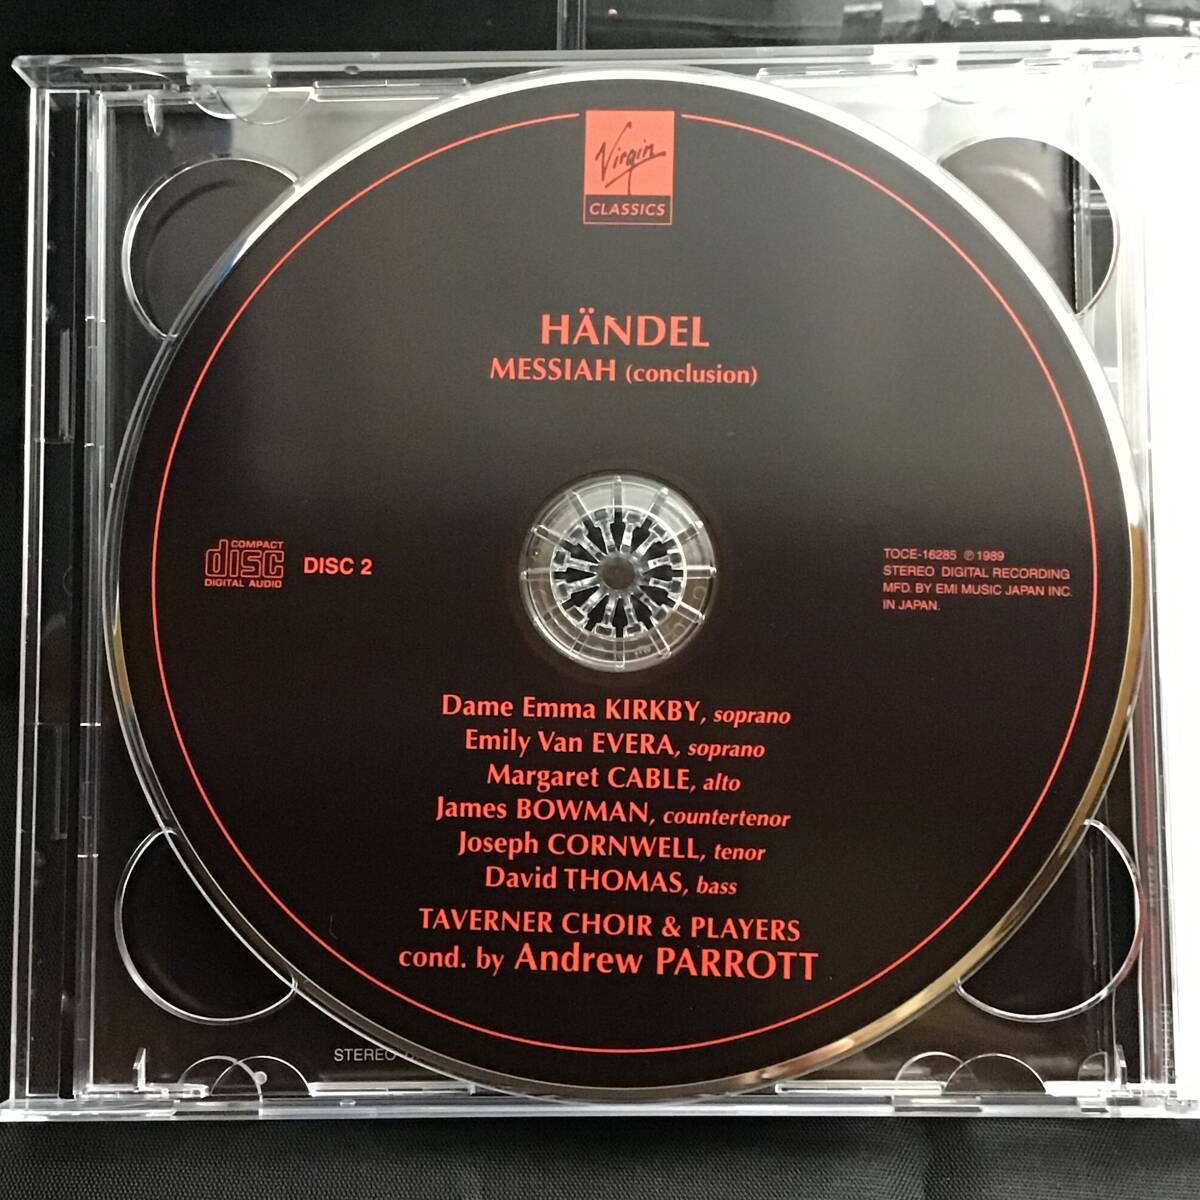 Virgin
CLASSICS
HÄNDEL
MESSIAH (conclusion)
COMPACT
disc
DIGITAL AUDIO
DISC 2
TOCE-16285 ℗1989
STEREO DIGITAL RECORDING
MFD. BY EMI MUSIC JAPAN INC.
IN JAPAN.
Dame Emma KIRKBY, soprano
Emily Van EVERA, soprano
Margaret CABLE, alto
James BOWMAN, countertenor
Joseph CORNWELL, tenor
David THOMAS, bass
TAVERNER CHOIR & PLAYERS
cond. by Andrew PARROTT
STEREO